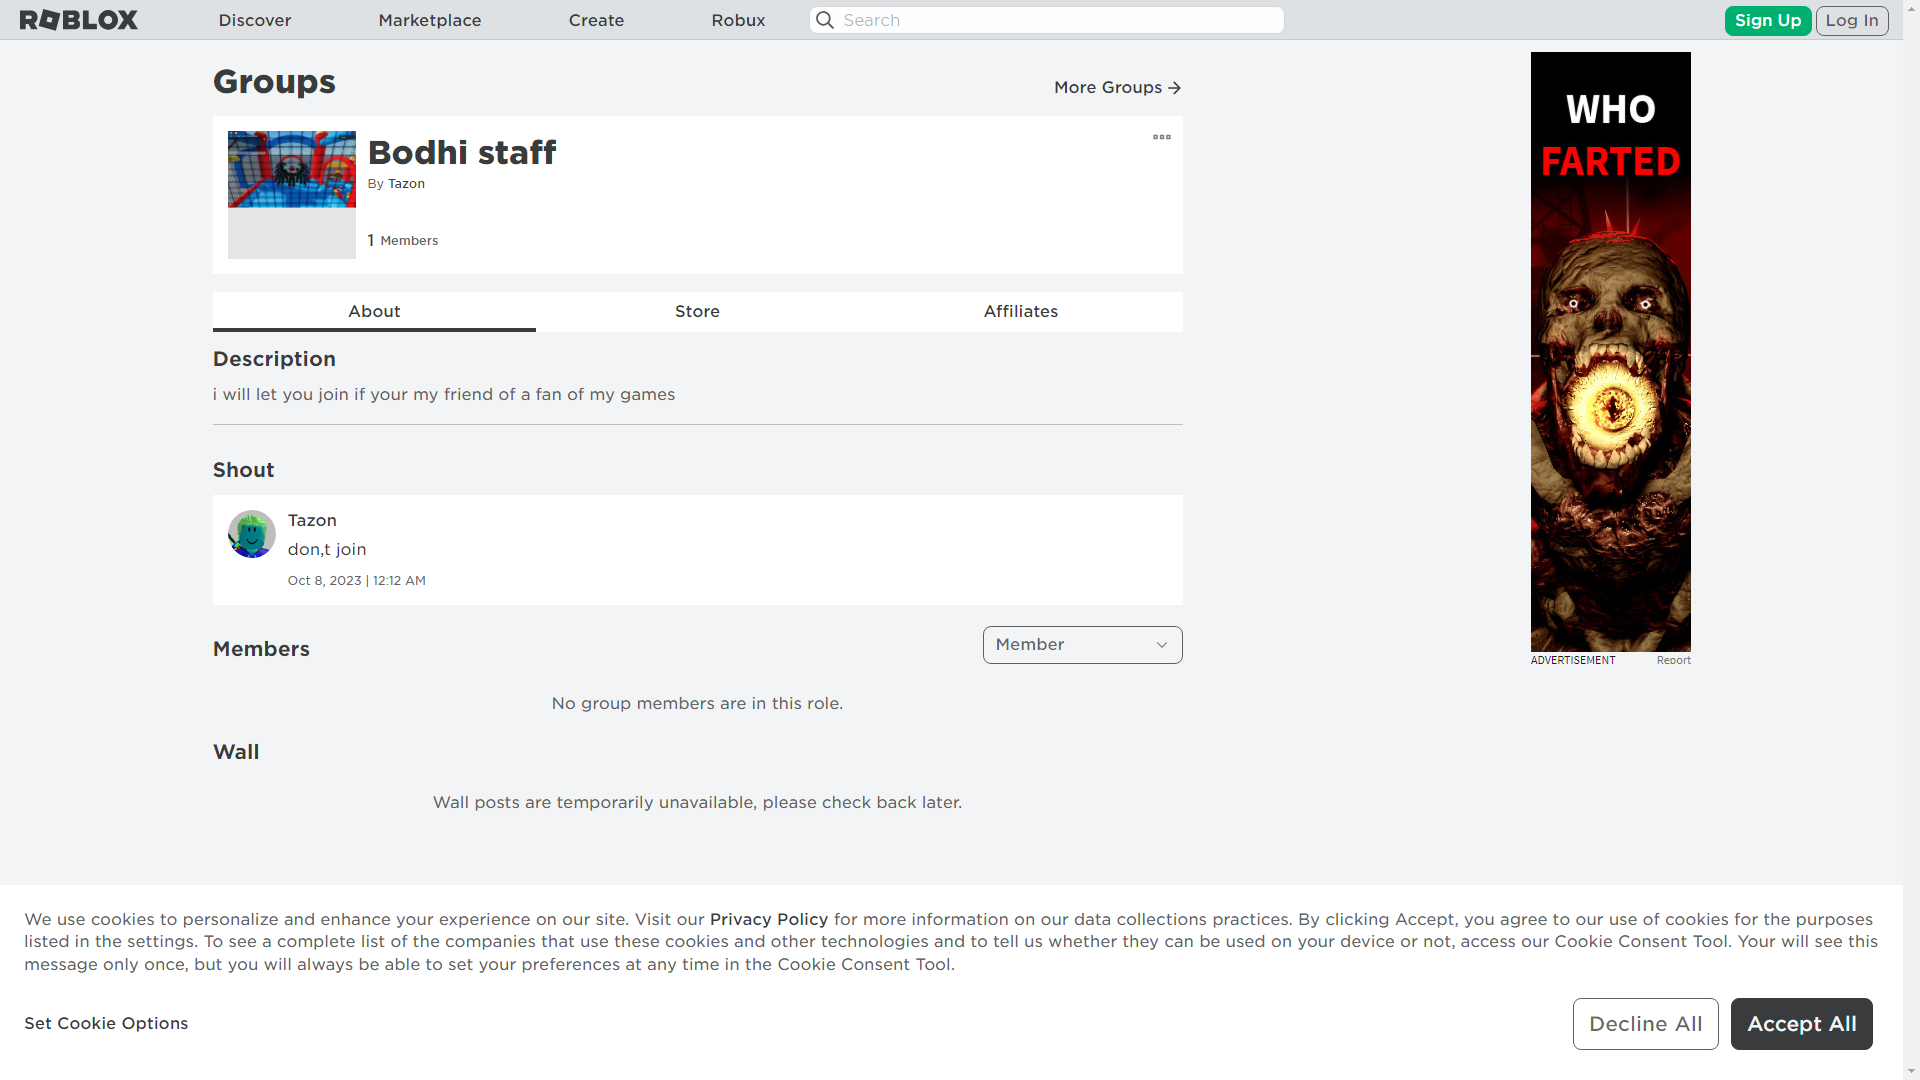 ROBLOX
Discover
Marketplace
Create
Robux
Search
Sign Up
Log In
Groups
More Groups
Bodhi staff
By Tazon
1 Members
About
Store
Affiliates
Description
i will let you join if your my friend of a fan of my games
Shout
Tazon
don,t join
Oct 8, 2023 | 12:12 AM
Members
Member
No group members are in this role.
Wall
Wall posts are temporarily unavailable, please check back later.
WHO
FARTED
ADVERTISEMENT
Report
We use cookies to personalize and enhance your experience on our site. Visit our Privacy Policy for more information on our data collections practices. By clicking Accept, you agree to our use of cookies for the purposes
listed in the settings. To see a complete list of the companies that use these cookies and other technologies and to tell us whether they can be used on your device or not, access our Cookie Consent Tool. Your will see this
message only once, but you will always be able to set your preferences at any time in the Cookie Consent Tool.
Set Cookie Options
Decline All
Accept All